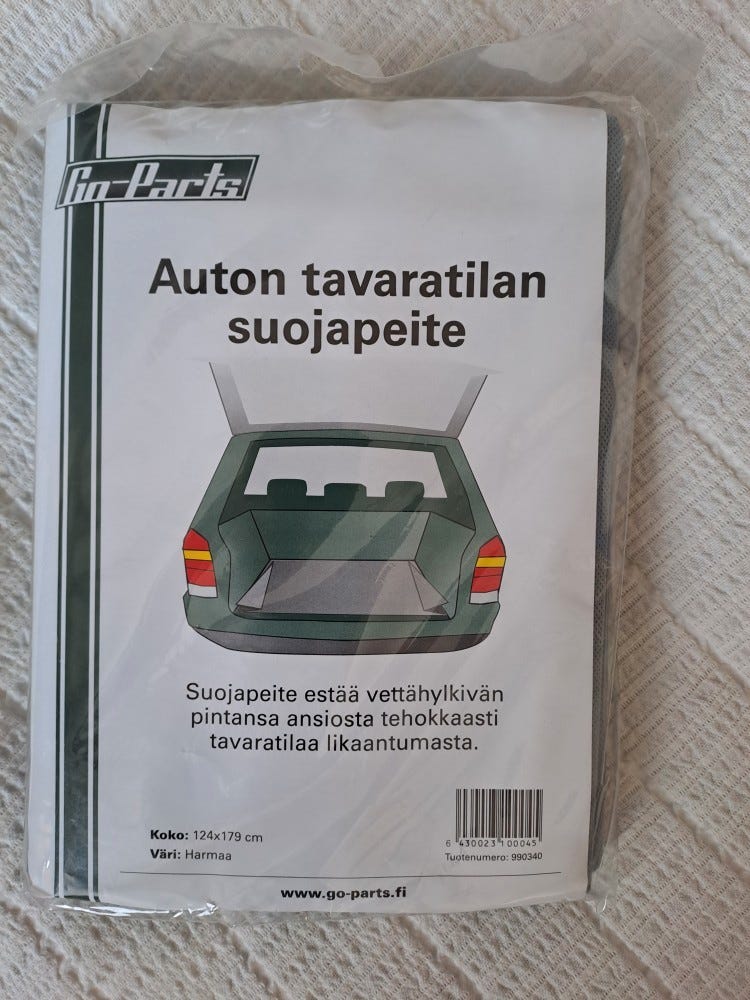 Go-Parts
Auton tavaratilan
suojapeite
Suojapeite estää vettähylkivän
pintansa ansiosta tehokkaasti
tavaratilaa likaantumasta.
Koko: 124x179 cm
Väri: Harmaa
6 430023 100045
Tuotenumero: 990340
www.go-parts.fi